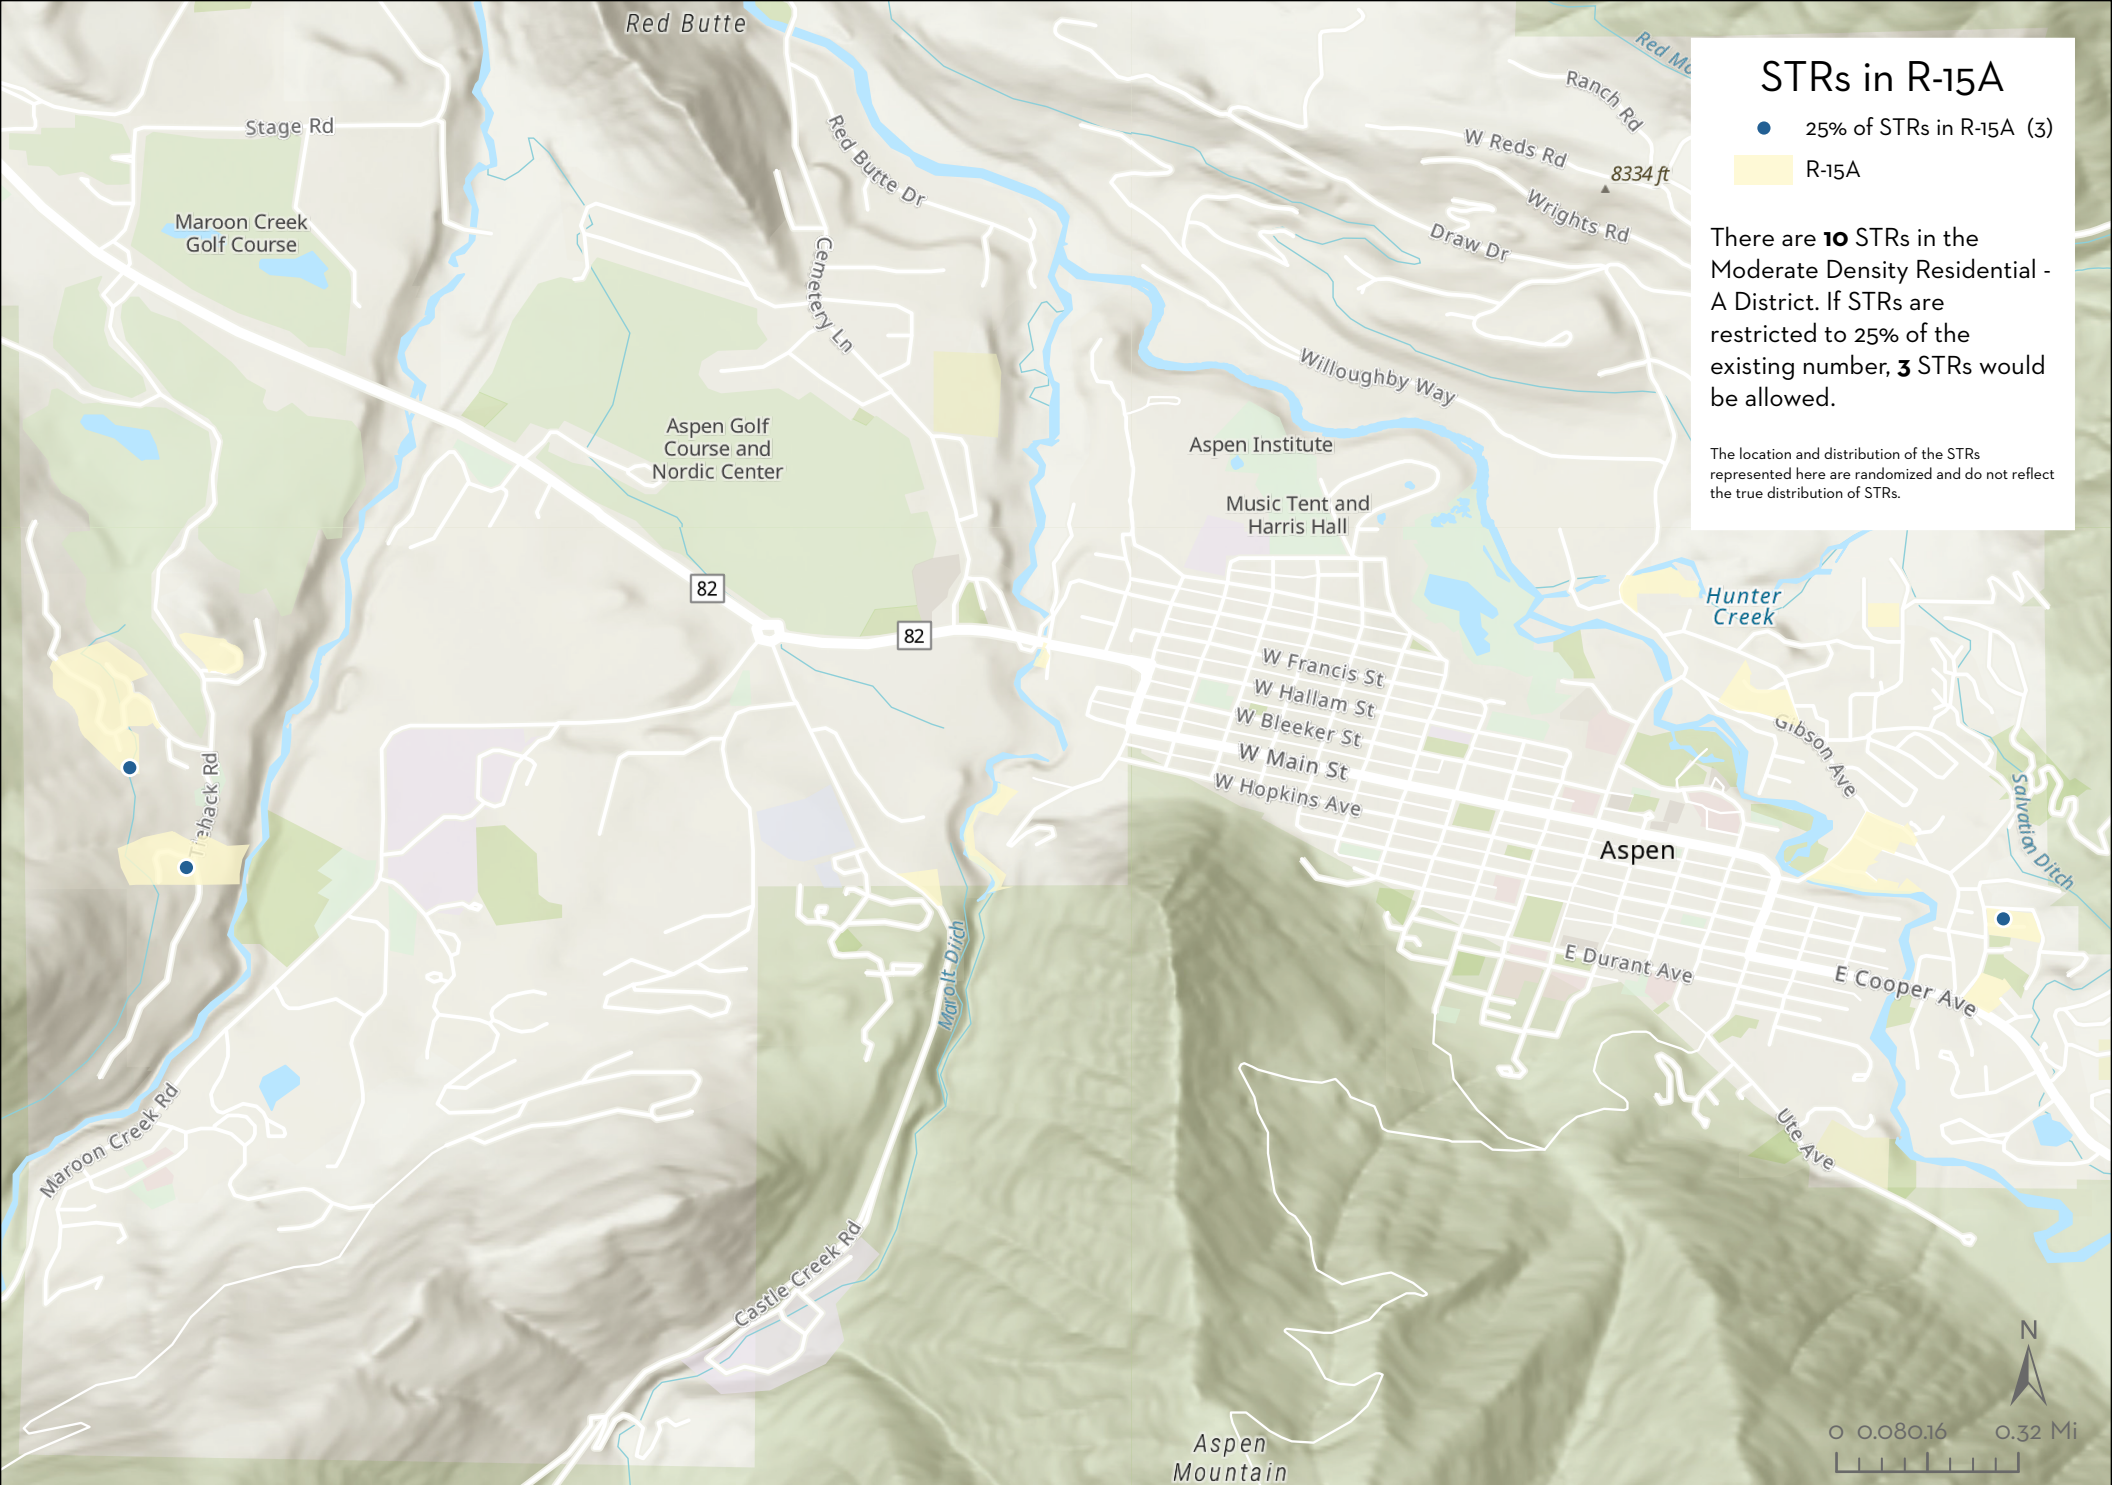 STRs in R-15A
25% of STRs in R-15A (3)
R-15A
There are 10 STRs in the
Moderate Density Residential -
A District. If STRs are
restricted to 25% of the
existing number, 3 STRs would
be allowed.
The location and distribution of the STRs
represented here are randomized and do not reflect
the true distribution of STRs.
Red Butte
Stage Rd
Red Butte Dr
Ranch Rd
W Reds Rd
8334 ft
Wrights Rd
Draw Dr
Maroon Creek
Golf Course
Cemetery Ln
Willoughby Way
Aspen Golf
Course and
Nordic Center
Aspen Institute
Music Tent and
Harris Hall
82
82
Hunter
Creek
W Francis St
W Hallam St
W Bleeker St
W Main St
W Hopkins Ave
Gibson Ave
Salvation Ditch
Aspen
E Durant Ave
E Cooper Ave
Marolt Ditch
Maroon Creek Rd
Ute Ave
Castle Creek Rd
Aspen
Mountain
N
0 0.080.16 0.32 Mi